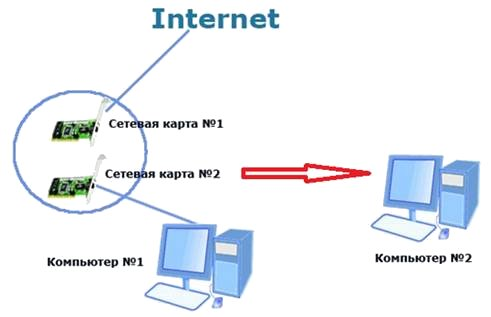 Internet
Сетевая карта №1
Сетевая карта №2
Компьютер №1
Компьютер №2